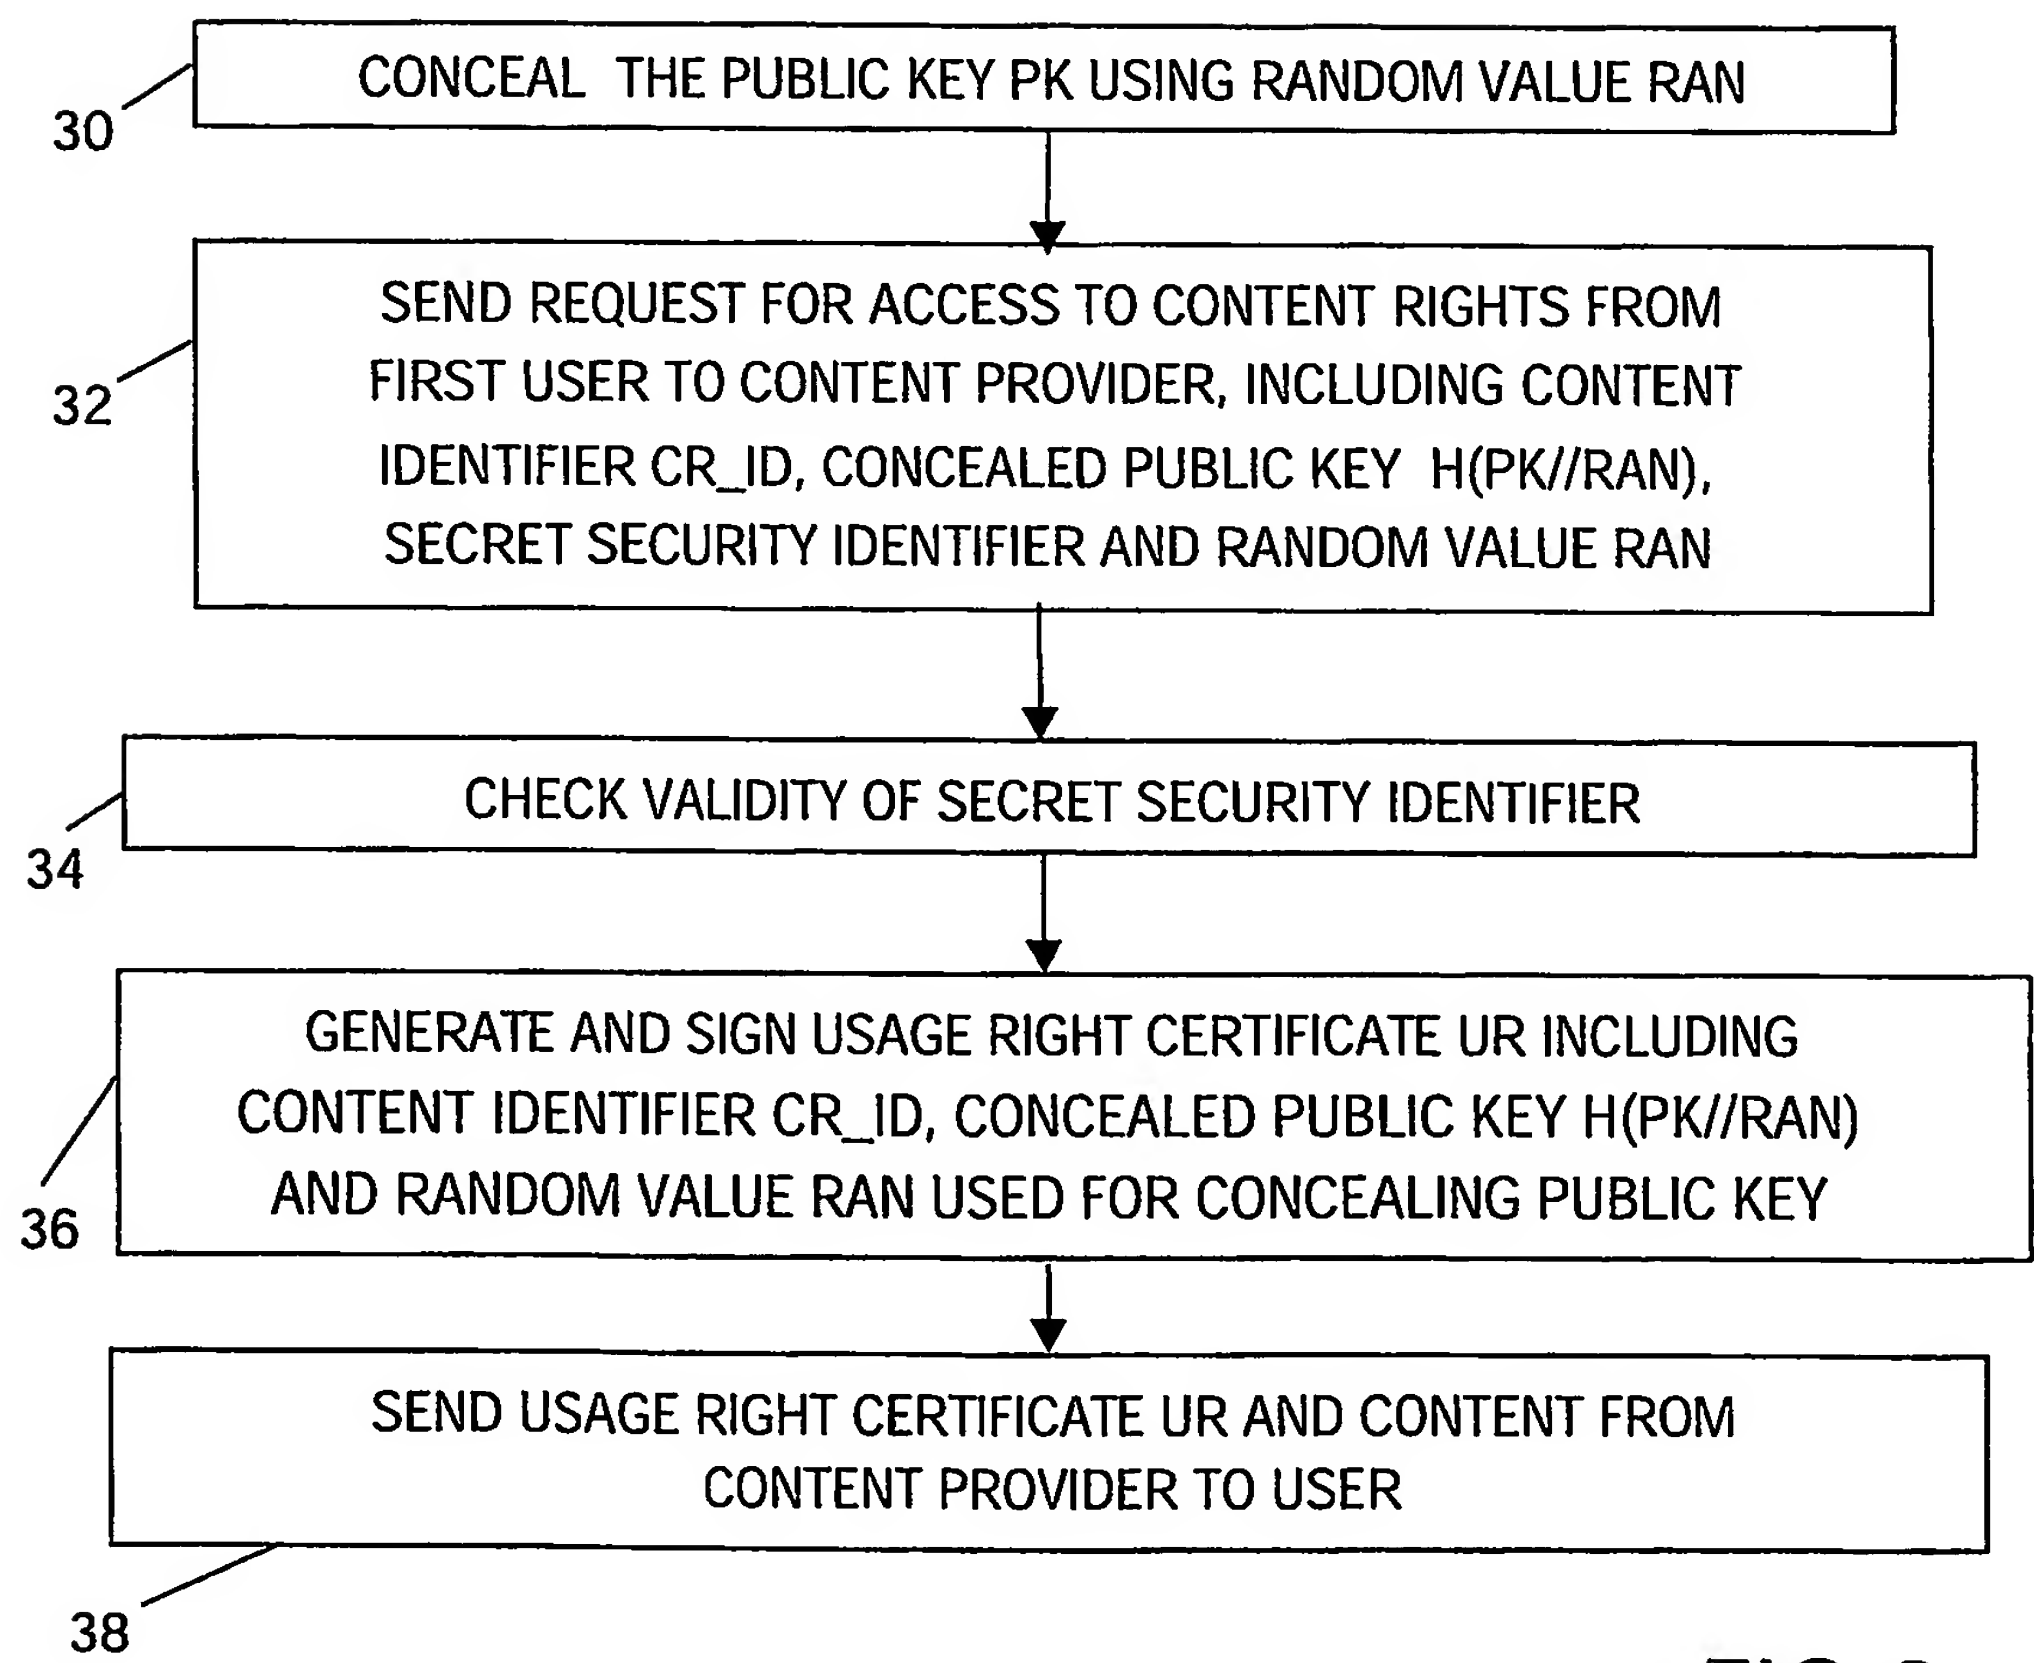 CONCEAL THE PUBLIC KEY PK USING RANDOM VALUE RAN
30
SEND REQUEST FOR ACCESS TO CONTENT RIGHTS FROM
FIRST USER TO CONTENT PROVIDER, INCLUDING CONTENT
IDENTIFIER CR_ID, CONCEALED PUBLIC KEY H(PK//RAN),
SECRET SECURITY IDENTIFIER AND RANDOM VALUE RAN
32
CHECK VALIDITY OF SECRET SECURITY IDENTIFIER
34
GENERATE AND SIGN USAGE RIGHT CERTIFICATE UR INCLUDING
CONTENT IDENTIFIER CR_ID, CONCEALED PUBLIC KEY H(PK//RAN)
AND RANDOM VALUE RAN USED FOR CONCEALING PUBLIC KEY
36
SEND USAGE RIGHT CERTIFICATE UR AND CONTENT FROM
CONTENT PROVIDER TO USER
38